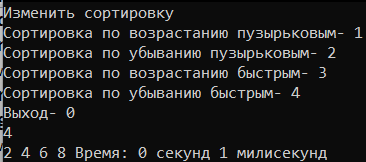 Изменить сортировку
Сортировка по возрастанию пузырьковым- 1
Сортировка по убыванию пузырьковым- 2
Сортировка по возрастанию быстрым- 3
Сортировка по убыванию быстрым- 4
Выход- 0
4
2 4 6 8 Время: 0 секунд 1 милисекунд